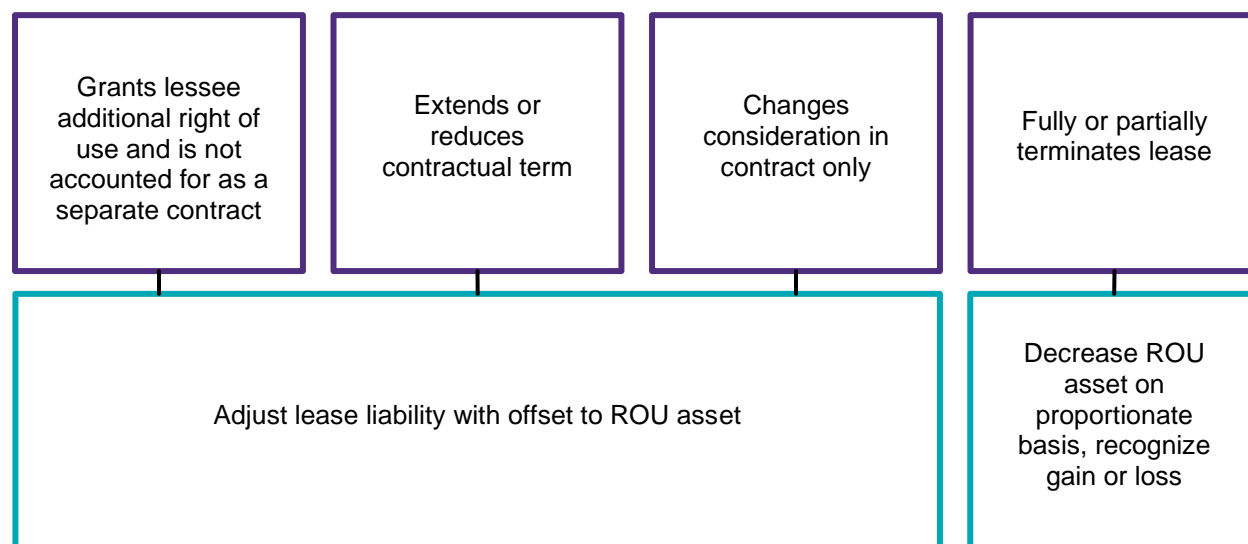 Grants lessee
additional right of
use and is not
accounted for as a
separate contract
Extends or
reduces
contractual term
Changes
consideration in
contract only
Fully or partially
terminates lease
Adjust lease liability with offset to ROU asset
Decrease ROU
asset on
proportionate
basis, recognize
gain or loss